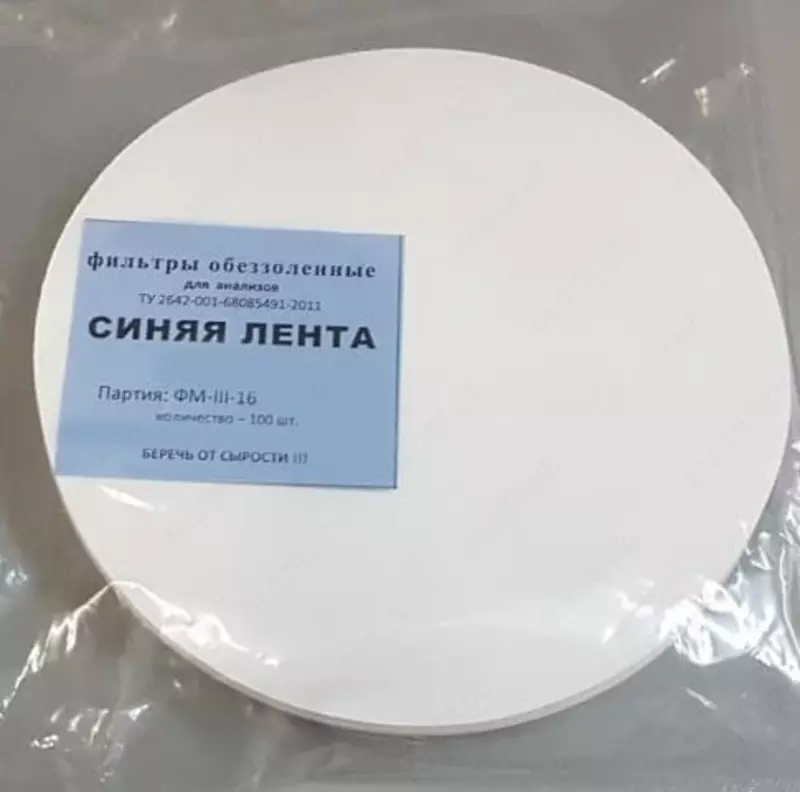 фильтры обеззоленные
для анализов
ТУ 2642-001-68085491-2011
СИНЯЯ ЛЕНТА
Партия: ФМ-III-16
количество – 100 шт.
БЕРЕЧЬ ОТ СЫРОСТИ !!!